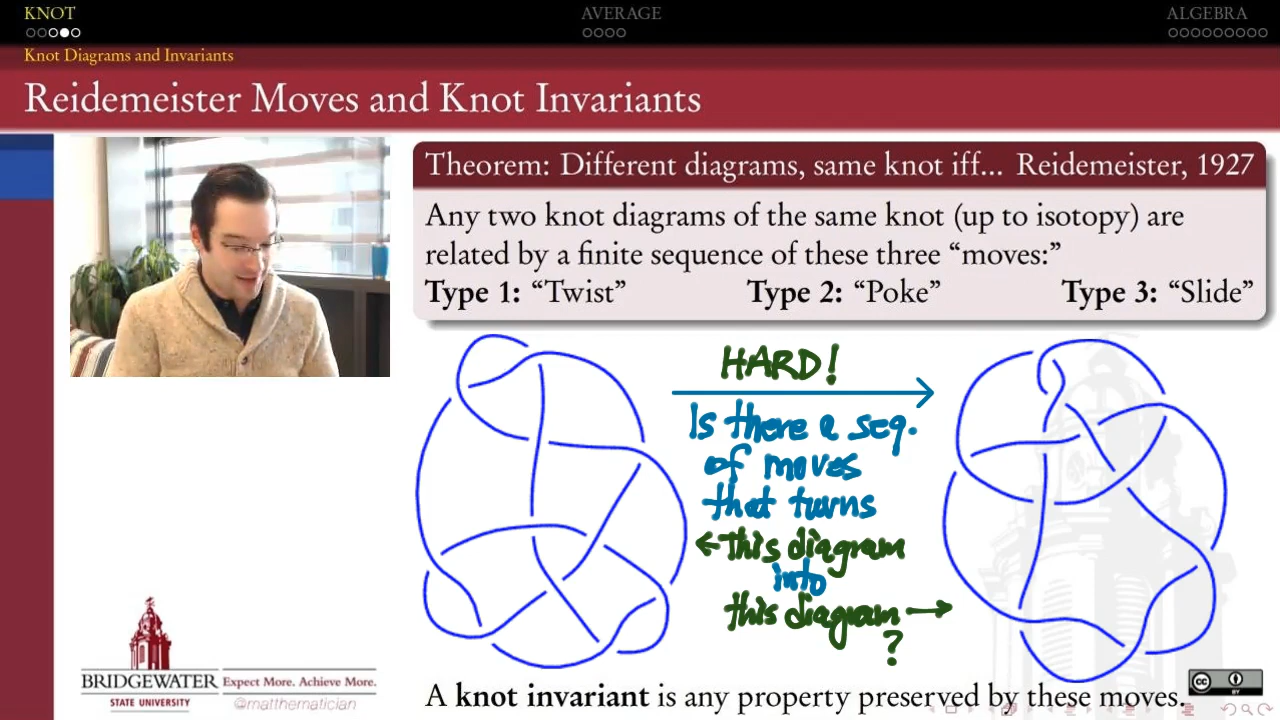 KNOT
AVERAGE
ALGEBRA
Knot Diagrams and Invariants
Reidemeister Moves and Knot Invariants
Theorem: Different diagrams, same knot iff... Reidemeister, 1927
Any two knot diagrams of the same knot (up to isotopy) are
related by a finite sequence of these three “moves:”
Type 1: “Twist” Type 2: “Poke” Type 3: “Slide”
HARD!
Is there a seq.
of moves
that turns
←this diagram
into
this diagram→
?
BRIDGEWATER
STATE UNIVERSITY
Expect More. Achieve More.
@matthematician
A knot invariant is any property preserved by these moves.
cc
BY